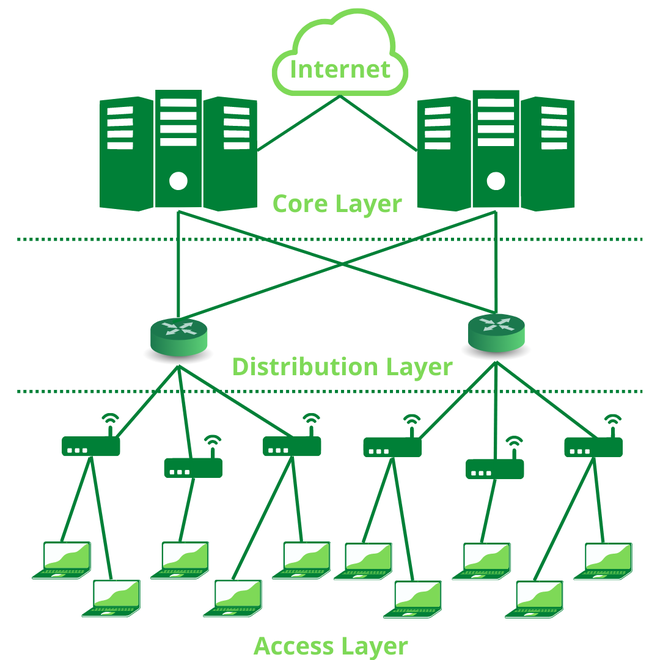 Internet
Core Layer
Distribution Layer
Access Layer